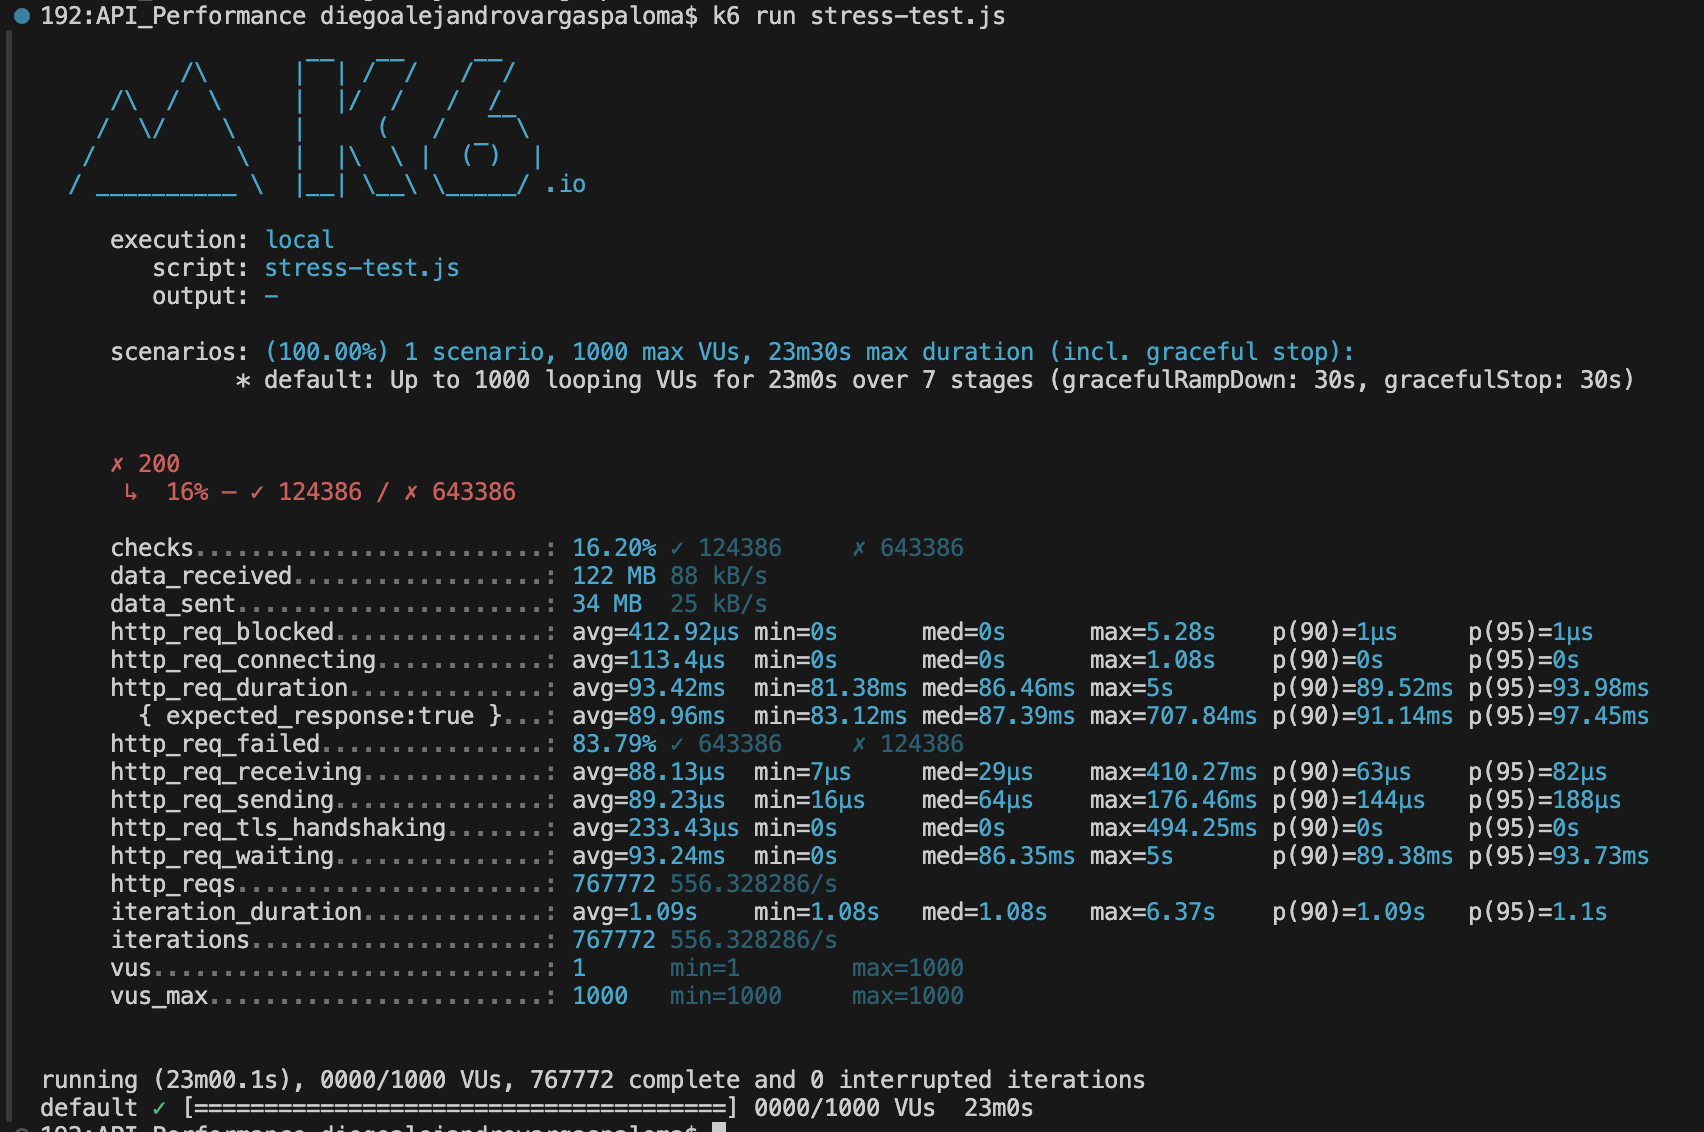 192:API_Performance diegoalejandrovargaspaloma$ k6 run stress-test.js
          /\      |‾‾| /‾‾/   /‾‾/
     /\  /  \     |  |/  /   /  /
    /  \/    \    |     (   /   ‾‾\
   /          \   |  |\  \ |  (‾)  |
  / __________ \  |__| \__\ \_____/ .io
execution: local
script: stress-test.js
output: -
scenarios: (100.00%) 1 scenario, 1000 max VUs, 23m30s max duration (incl. graceful stop):
* default: Up to 1000 looping VUs for 23m0s over 7 stages (gracefulRampDown: 30s, gracefulStop: 30s)
✗ 200
↳  16% — ✓ 124386 / ✗ 643386
checks.........................: 16.20% ✓ 124386     ✗ 643386
data_received..................: 122 MB 88 kB/s
data_sent......................: 34 MB  25 kB/s
http_req_blocked...............: avg=412.92µs min=0s      med=0s      max=5.28s    p(90)=1µs     p(95)=1µs
http_req_connecting............: avg=113.4µs  min=0s      med=0s      max=1.08s    p(90)=0s      p(95)=0s
http_req_duration..............: avg=93.42ms  min=81.38ms med=86.46ms max=5s       p(90)=89.52ms p(95)=93.98ms
{ expected_response:true }...: avg=89.96ms  min=83.12ms med=87.39ms max=707.84ms p(90)=91.14ms p(95)=97.45ms
http_req_failed................: 83.79% ✓ 643386     ✗ 124386
http_req_receiving.............: avg=88.13µs  min=7µs     med=29µs    max=410.27ms p(90)=63µs    p(95)=82µs
http_req_sending...............: avg=89.23µs  min=16µs    med=64µs    max=176.46ms p(90)=144µs   p(95)=188µs
http_req_tls_handshaking.......: avg=233.43µs min=0s      med=0s      max=494.25ms p(90)=0s      p(95)=0s
http_req_waiting...............: avg=93.24ms  min=0s      med=86.35ms max=5s       p(90)=89.38ms p(95)=93.73ms
http_reqs......................: 767772 556.328286/s
iteration_duration.............: avg=1.09s    min=1.08s   med=1.08s   max=6.37s    p(90)=1.09s   p(95)=1.1s
iterations.....................: 767772 556.328286/s
vus............................: 1      min=1        max=1000
vus_max........................: 1000   min=1000     max=1000
running (23m00.1s), 0000/1000 VUs, 767772 complete and 0 interrupted iterations
default ✓ [======================================] 0000/1000 VUs  23m0s
192:API_Performance diegoalejandrovargaspaloma$